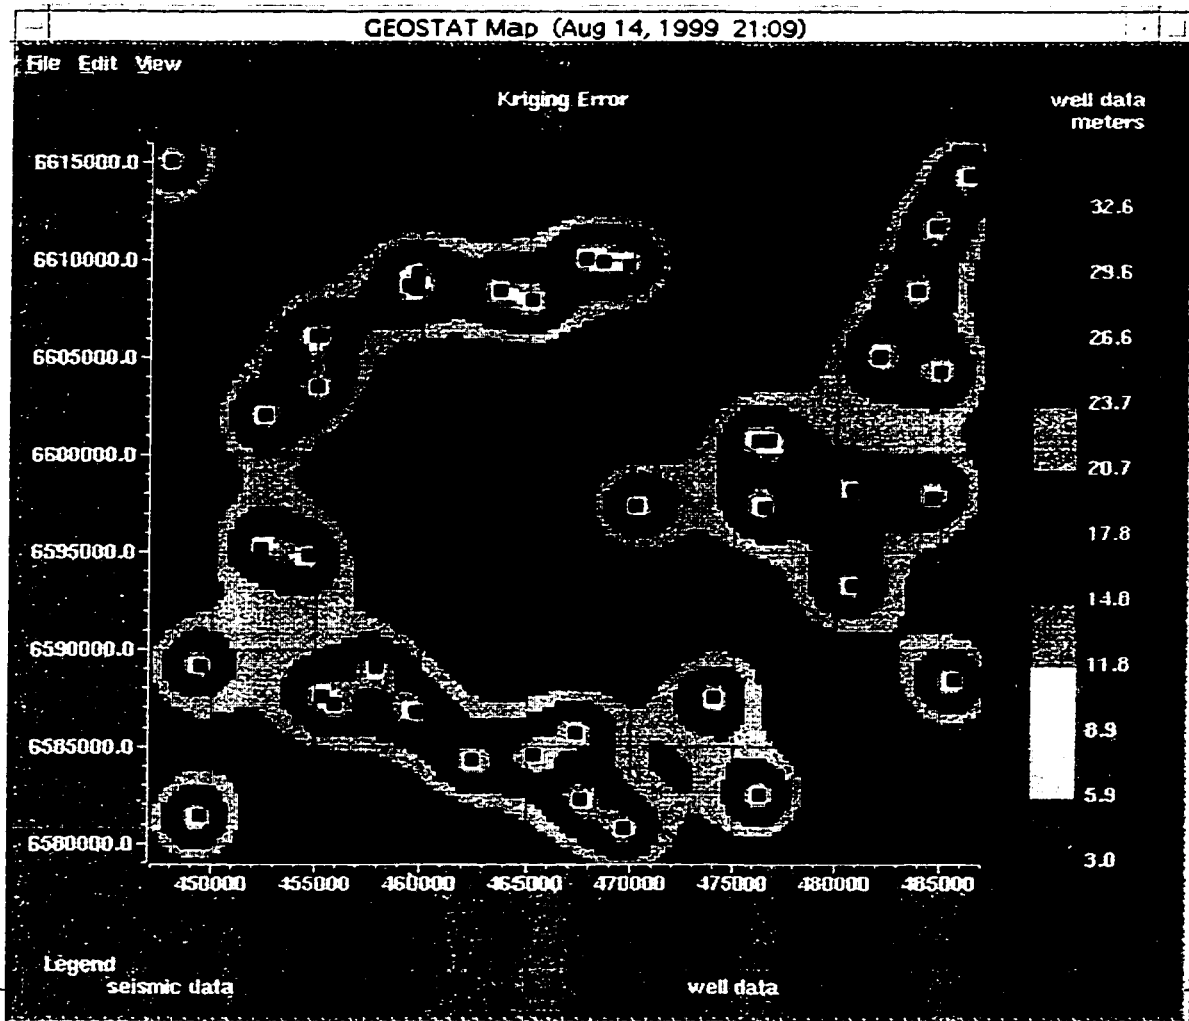 GEOSTAT Map (Aug 14, 1999 21:09)
File Edit View
Kriging Error
well data
meters
6615000.0
6610000.0
6605000.0
6600000.0
6595000.0
6590000.0
6585000.0
6580000.0
450000 455000 460000 465000 470000 475000 480000 485000
32.6
29.6
26.6
23.7
20.7
17.8
14.8
11.8
8.9
5.9
3.0
Legend
seismic data
well data